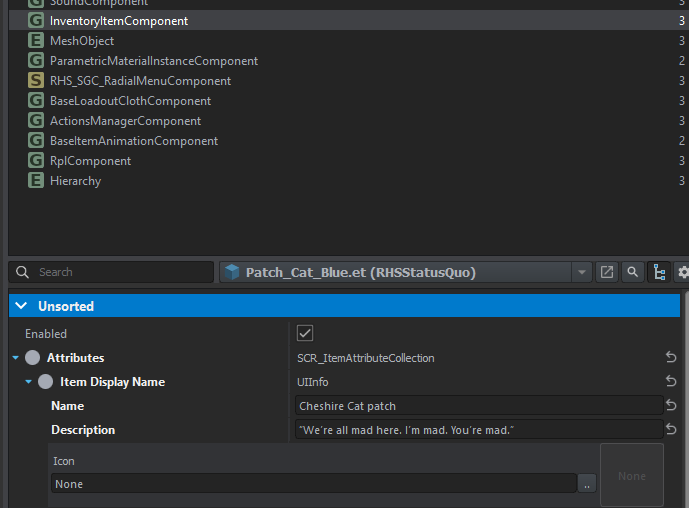 SoundComponent 3
G InventoryItemComponent 3
E MeshObject 3
G ParametricMaterialInstanceComponent 2
S RHS_SGC_RadialMenuComponent 3
G BaseLoadoutClothComponent 3
G ActionsManagerComponent 3
G BaseItemAnimationComponent 2
G RplComponent 3
E Hierarchy 3
Search Patch_Cat_Blue.et (RHSStatusQuo)
Unsorted
Enabled
Attributes SCR_ItemAttributeCollection
Item Display Name UIInfo
Name Cheshire Cat patch
Description "We're all mad here. I'm mad. You're mad."
Icon
None .. None